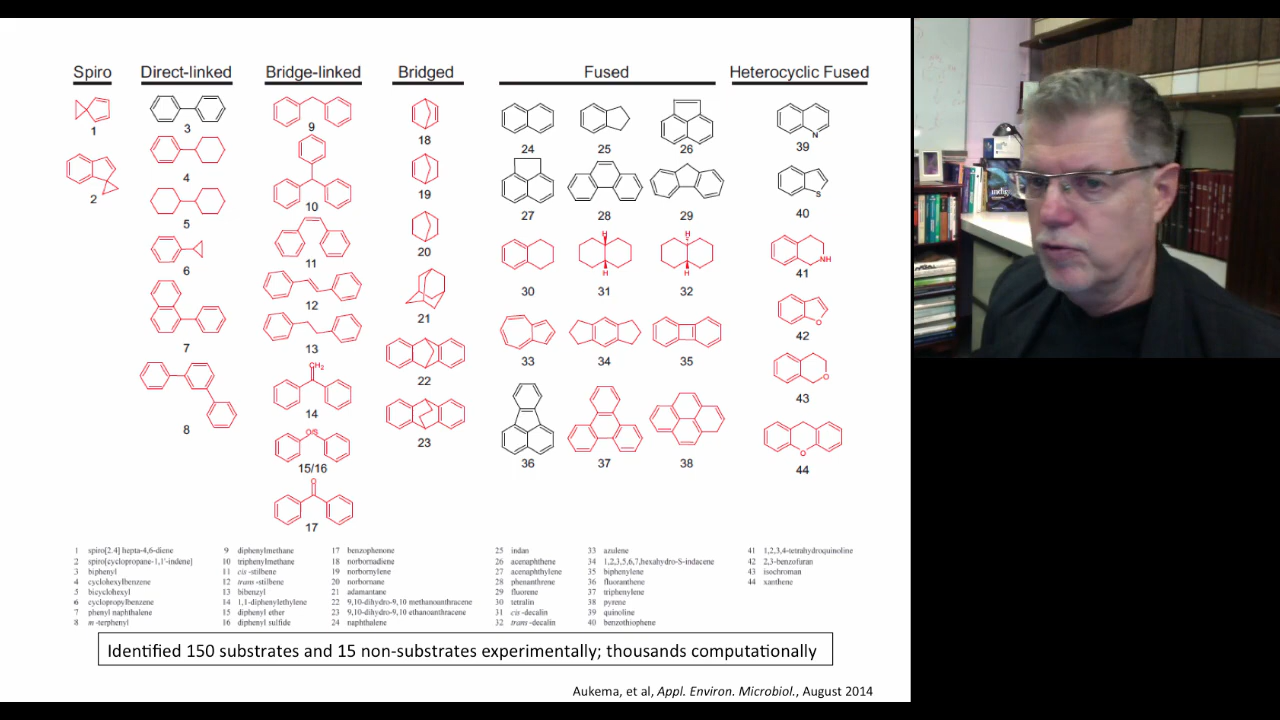 Spiro Direct-linked Bridge-linked Bridged Fused Heterocyclic Fused
1 3 9 18 24 25 26 39
N
2 4 10 19 27 28 29 40
S
5 11 20 30 31 32 41
H H
H H
NH
6 12 21 33 34 35 42
O
7 13 22 36 37 38 43
O
8 14 23 44
CH2
O
O/S
15/16
O
17
1 spiro[2.4] hepta-4,6-diene
2 spiro[cyclopropane-1,1'-indene]
3 biphenyl
4 cyclohexylbenzene
5 bicyclohexyl
6 cyclopropylbenzene
7 phenyl naphthalene
8 m -terphenyl
9 diphenylmethane
10 triphenylmethane
11 cis -stilbene
12 trans -stilbene
13 bibenzyl
14 1,1-diphenylethylene
15 diphenyl ether
16 diphenyl sulfide
17 benzophenone
18 norbornadiene
19 norbornylene
20 norbornane
21 adamantane
22 9,10-dihydro-9,10 methanoanthracene
23 9,10-dihydro-9,10 ethanoanthracene
24 naphthalene
25 indan
26 acenaphthene
27 acenaphthylene
28 phenanthrene
29 fluorene
30 tetralin
31 cis -decalin
32 trans -decalin
33 azulene
34 1,2,3,5,6,7,hexahydro-S-indacene
35 biphenylene
36 fluoranthene
37 triphenylene
38 pyrene
39 quinoline
40 benzothiophene
41 1,2,3,4-tetrahydroquinoline
42 2,3-benzofuran
43 isochroman
44 xanthene
Identified 150 substrates and 15 non-substrates experimentally; thousands computationally
Aukema, et al, Appl. Environ. Microbiol., August 2014